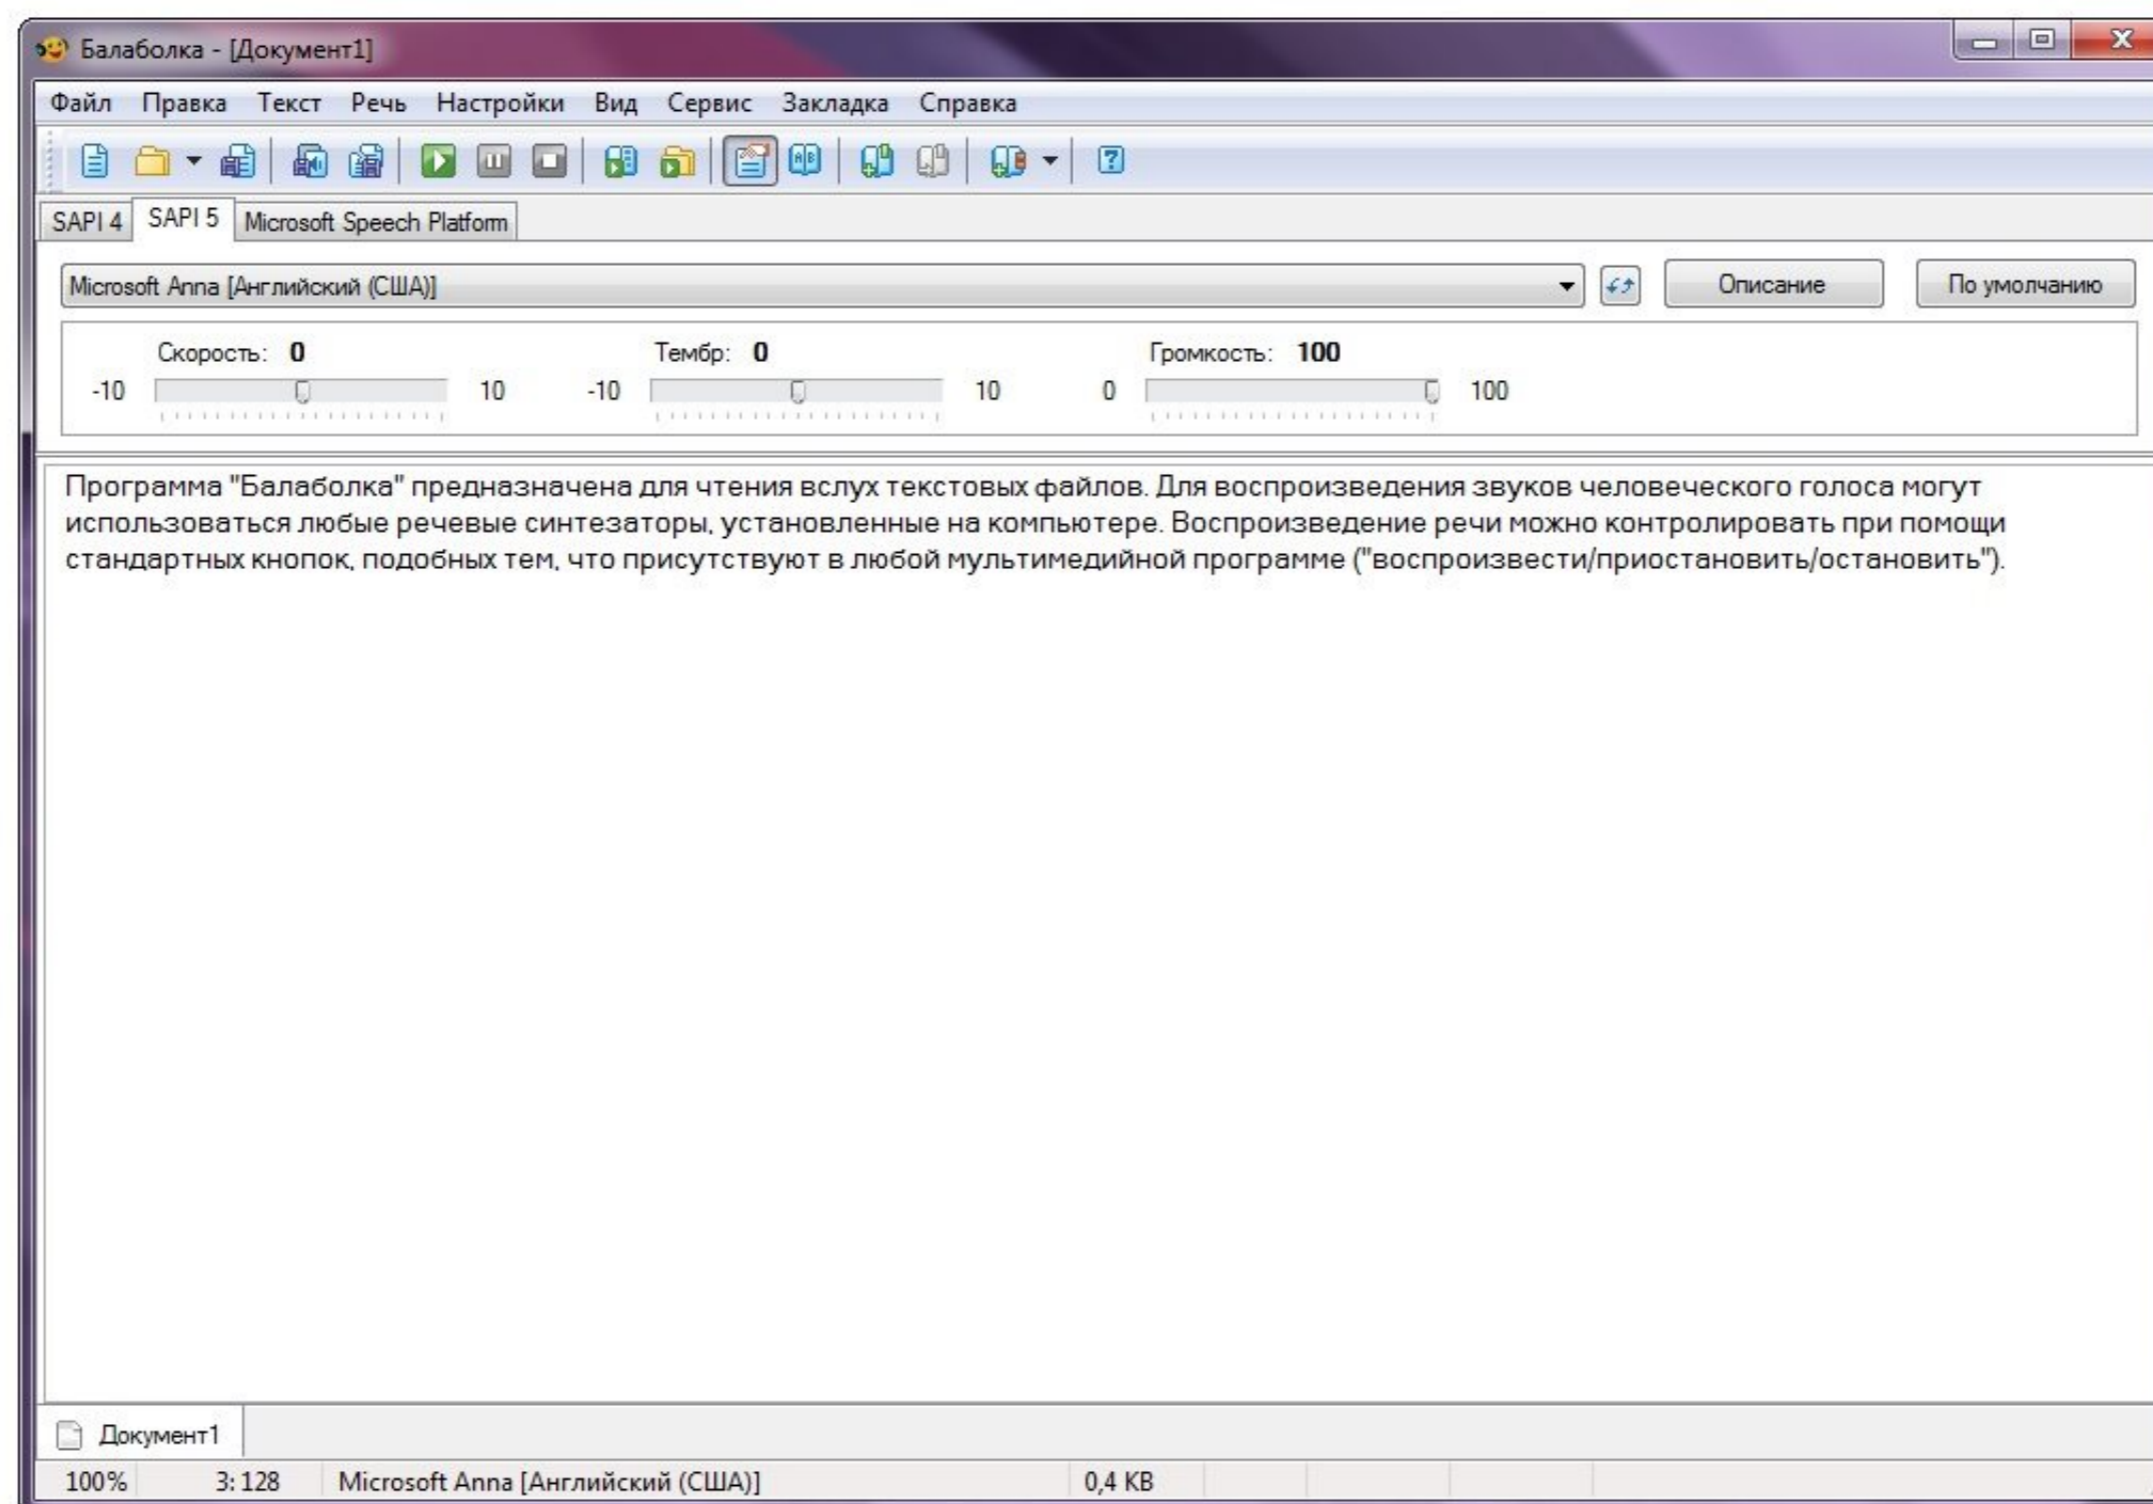 Балаболка - [Документ1]
Файл Правка Текст Речь Настройки Вид Сервис Закладка Справка
SAPI 4 SAPI 5 Microsoft Speech Platform
Microsoft Anna [Английский (США)] Описание По умолчанию
Скорость: 0 Тембр: 0 Громкость: 100
-10 10 -10 10 0 100
Программа "Балаболка" предназначена для чтения вслух текстовых файлов. Для воспроизведения звуков человеческого голоса могут
использоваться любые речевые синтезаторы, установленные на компьютере. Воспроизведение речи можно контролировать при помощи
стандартных кнопок, подобных тем, что присутствуют в любой мультимедийной программе ("воспроизвести/приостановить/остановить").
Документ1
100% 3: 128 Microsoft Anna [Английский (США)] 0,4 KB